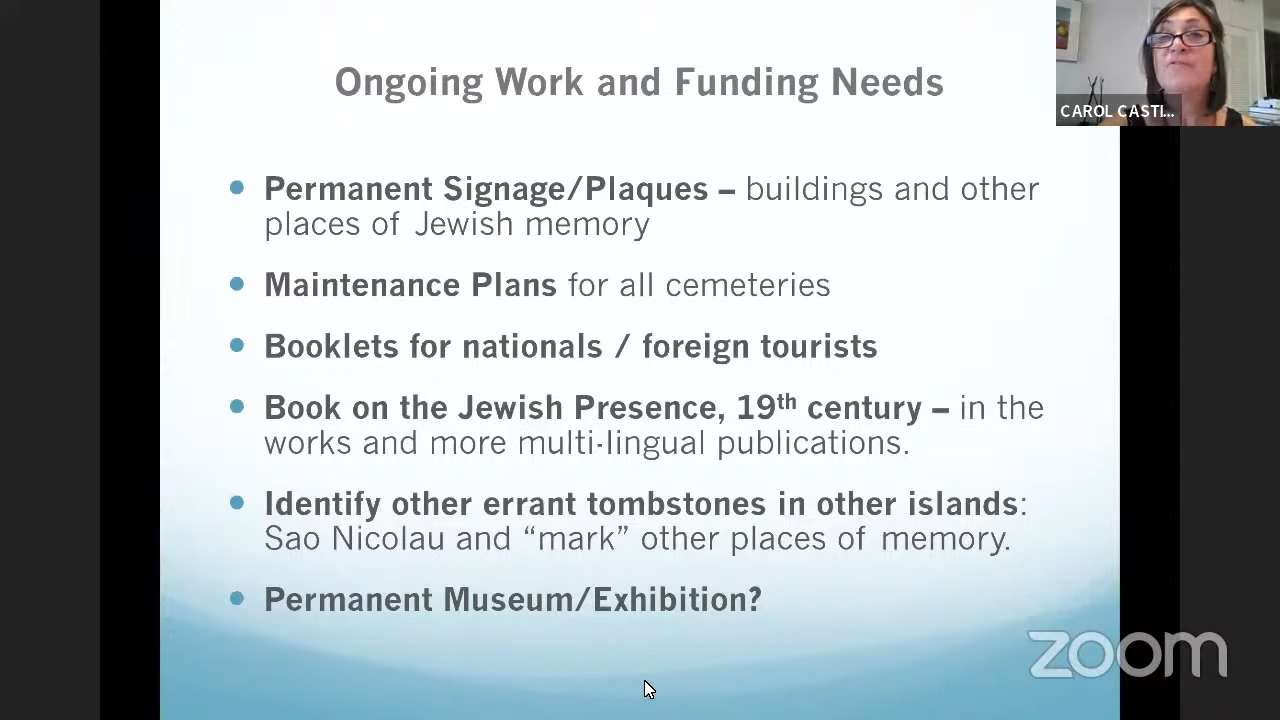 Ongoing Work and Funding Needs
CAROL CASTI...
• Permanent Signage/Plaques – buildings and other
places of Jewish memory
• Maintenance Plans for all cemeteries
• Booklets for nationals / foreign tourists
• Book on the Jewish Presence, 19th century – in the
works and more multi-lingual publications.
• Identify other errant tombstones in other islands:
Sao Nicolau and “mark” other places of memory.
• Permanent Museum/Exhibition?
zoom